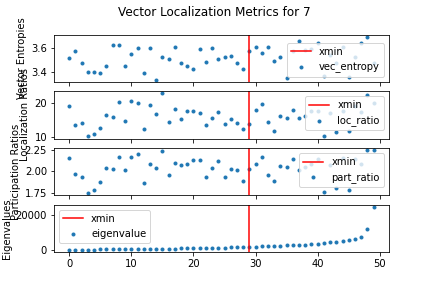 Vector Localization Metrics for 7
Vector Entropies
3.6
3.4
xmin
vec_entropy
Localization Ratios
20
10
xmin
loc_ratio
Participation Ratios
2.25
2.00
1.75
xmin
part_ratio
Eigenvalues
20000
0
xmin
eigenvalue
0
10
20
30
40
50